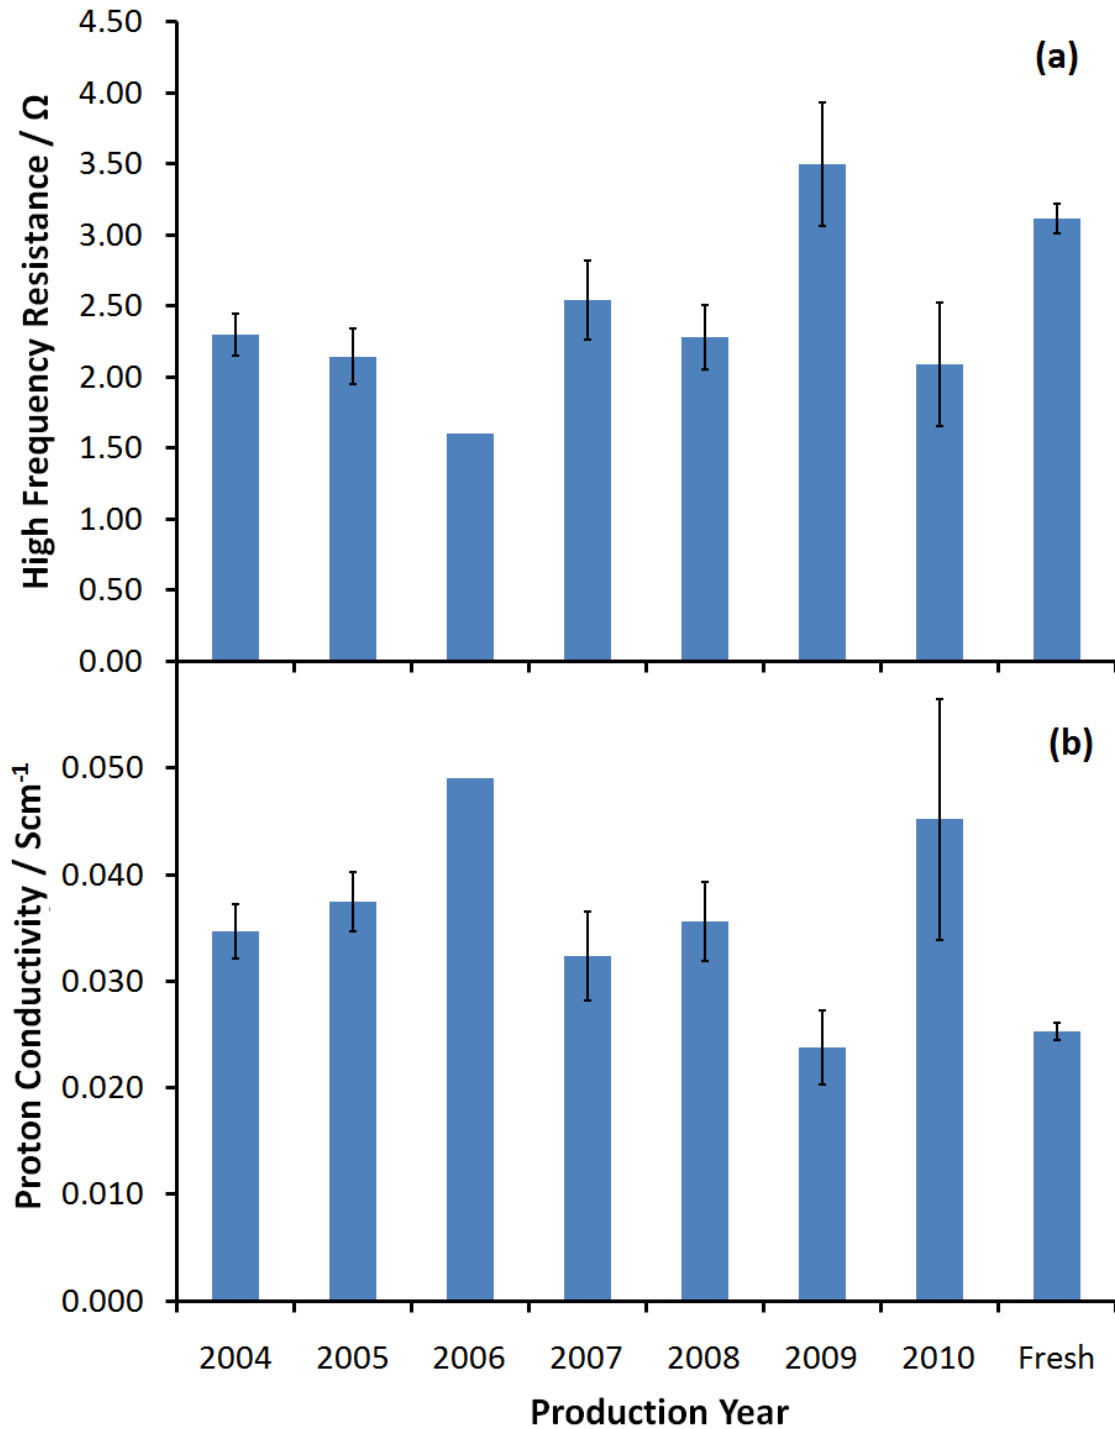 (a)
High Frequency Resistance / Ω
4.50
4.00
3.50
3.00
2.50
2.00
1.50
1.00
0.50
0.00
(b)
Proton Conductivity / Scm⁻¹
0.050
0.040
0.030
0.020
0.010
0.000
2004 2005 2006 2007 2008 2009 2010 Fresh
Production Year